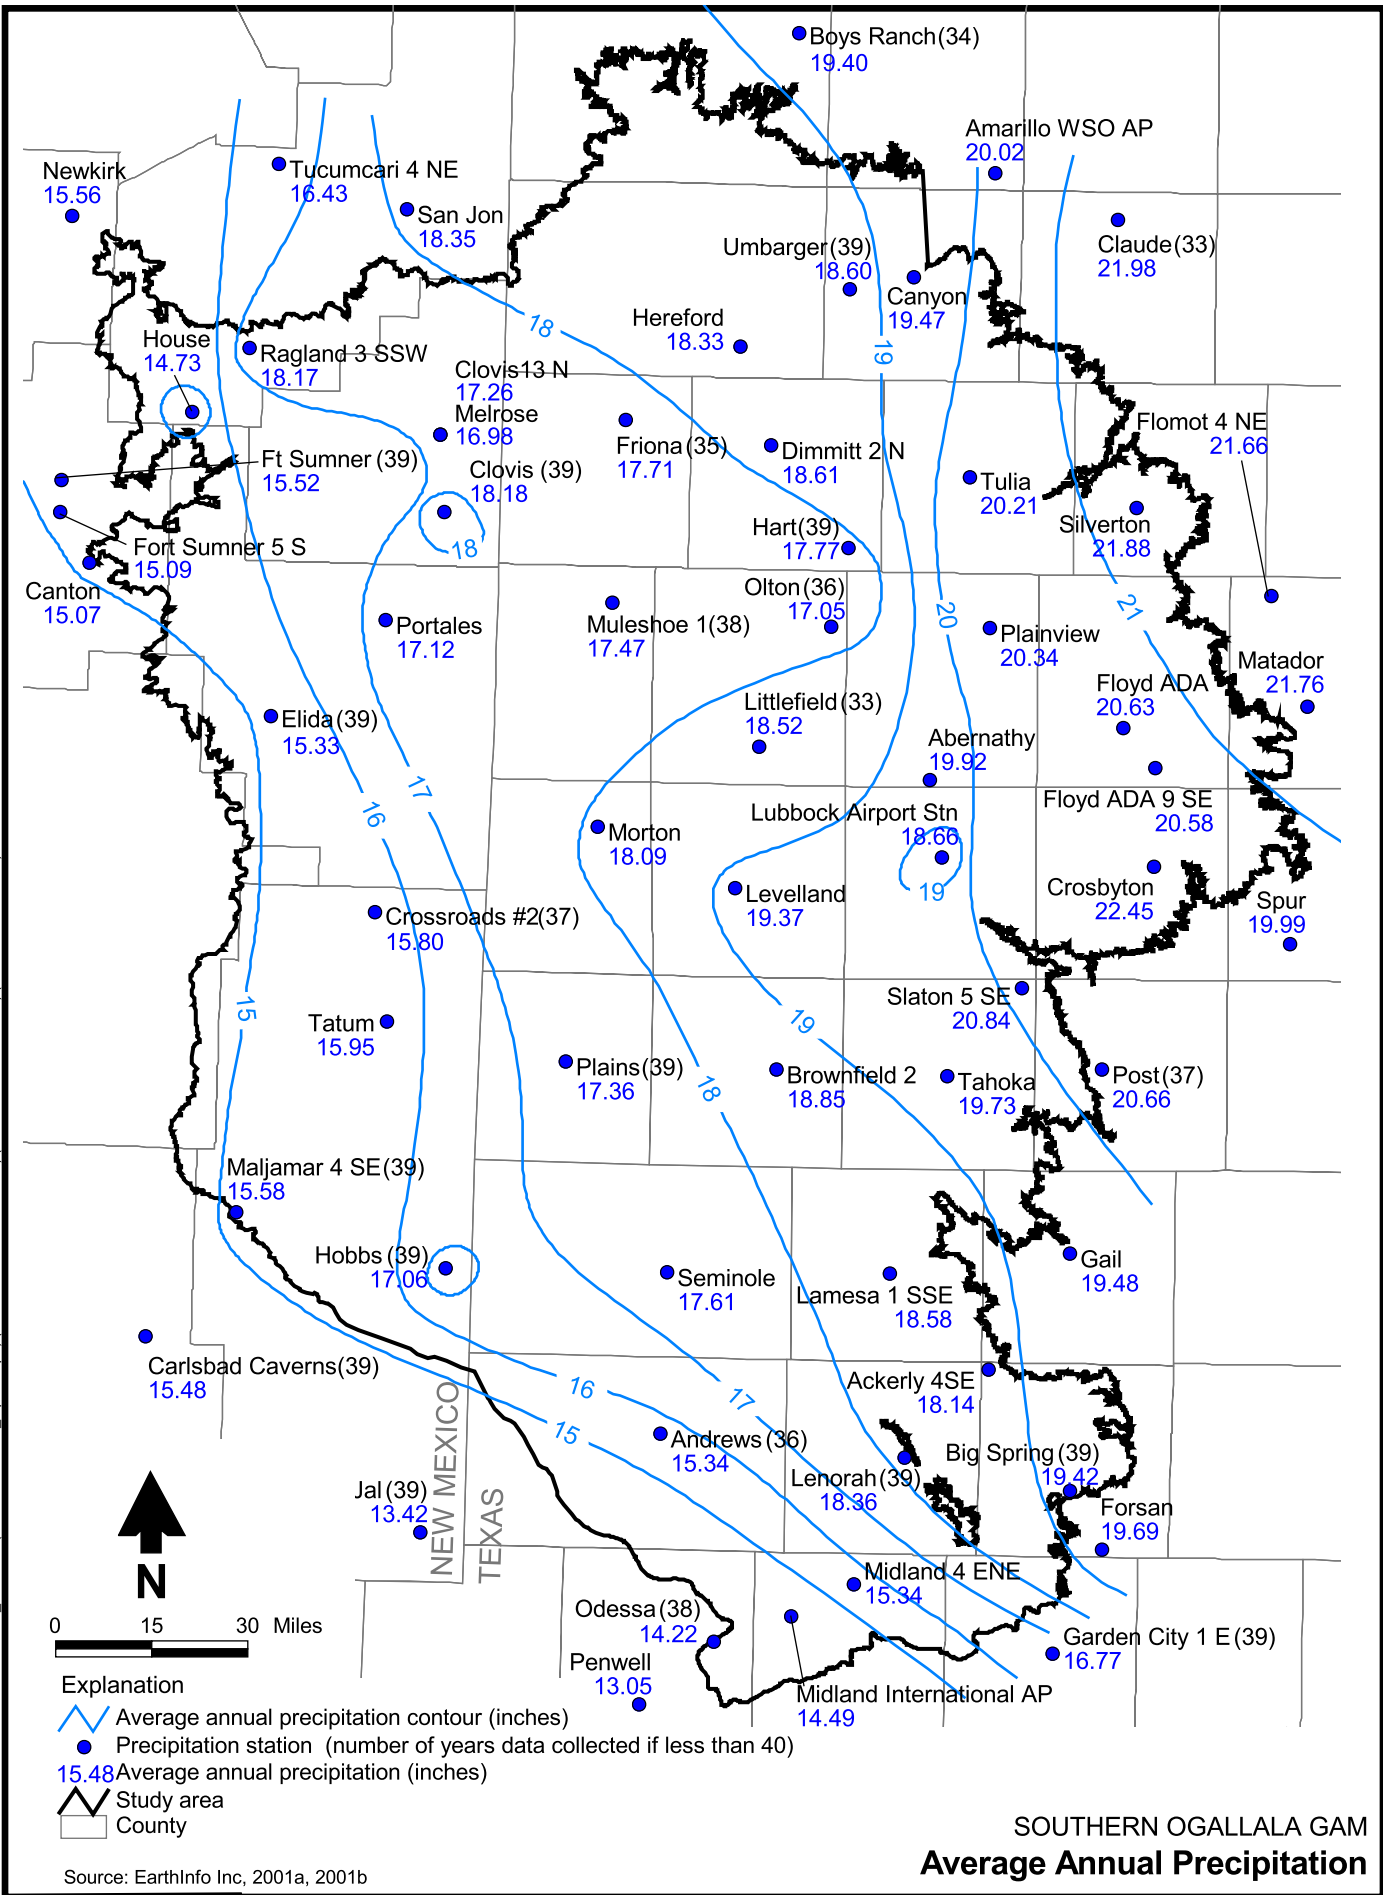 Boys Ranch(34)
19.40
Amarillo WSO AP
20.02
Newkirk
15.56
Tucumcari 4 NE
16.43
San Jon
18.35
Claude(33)
21.98
Umbarger(39)
18.60
Canyon
19.47
Hereford
18.33
18
19
House
14.73
Ragland 3 SSW
18.17
Clovis13 N
17.26
Melrose
16.98
Friona(35)
17.71
Dimmitt 2 N
18.61
Flomot 4 NE
21.66
Ft Sumner(39)
15.52
Clovis (39)
18.18
18
Tulia
20.21
Silverton
21.88
Hart(39)
17.77
Fort Sumner 5 S
15.09
Canton
15.07
Olton(36)
17.05
20
21
Portales
17.12
Muleshoe 1(38)
17.47
Plainview
20.34
Matador
21.76
Floyd ADA
20.63
Elida(39)
15.33
Littlefield(33)
18.52
Abernathy
19.92
17
16
Floyd ADA 9 SE
20.58
Lubbock Airport Stn
18.66
19
Morton
18.09
Levelland
19.37
Crosbyton
22.45
Spur
19.99
Crossroads #2(37)
15.80
15
Tatum
15.95
19
Slaton 5 SE
20.84
Plains(39)
17.36
18
Brownfield 2
18.85
Tahoka
19.73
Post(37)
20.66
Maljamar 4 SE(39)
15.58
Hobbs(39)
17.06
Seminole
17.61
Lamesa 1 SSE
18.58
Gail
19.48
Carlsbad Caverns(39)
15.48
16
17
15
Ackerly 4SE
18.14
NEW MEXICO
TEXAS
Andrews(36)
15.34
Lenorah(39)
18.36
Big Spring(39)
19.42
Forsan
19.69
Jal(39)
13.42
Midland 4 ENE
15.34
Odessa(38)
14.22
Penwell
13.05
Midland International AP
14.49
Garden City 1 E(39)
16.77
N
0 15 30 Miles
Explanation
Average annual precipitation contour (inches)
Precipitation station (number of years data collected if less than 40)
15.48 Average annual precipitation (inches)
Study area
County
Source: EarthInfo Inc, 2001a, 2001b
SOUTHERN OGALLALA GAM
Average Annual Precipitation